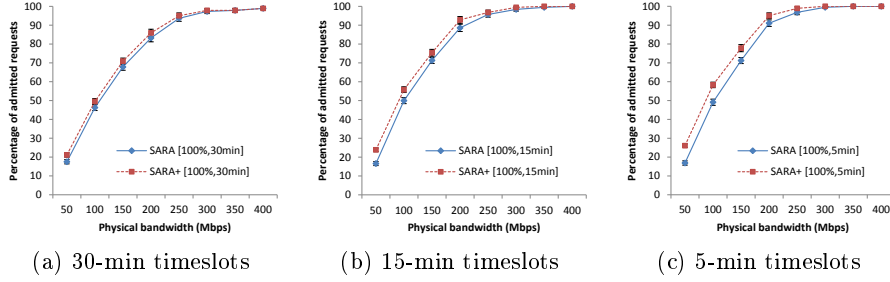 Percentage of admitted requests
100
90
80
70
60
50
40
30
20
10
0
SARA [100%,30min]
SARA+ [100%,30min]
50 100 150 200 250 300 350 400
Physical bandwidth (Mbps)
(a) 30-min timeslots
Percentage of admitted requests
100
90
80
70
60
50
40
30
20
10
0
SARA [100%,15min]
SARA+ [100%,15min]
50 100 150 200 250 300 350 400
Physical bandwidth (Mbps)
(b) 15-min timeslots
Percentage of admitted requests
100
90
80
70
60
50
40
30
20
10
0
SARA [100%,5min]
SARA+ [100%,5min]
50 100 150 200 250 300 350 400
Physical bandwidth (Mbps)
(c) 5-min timeslots